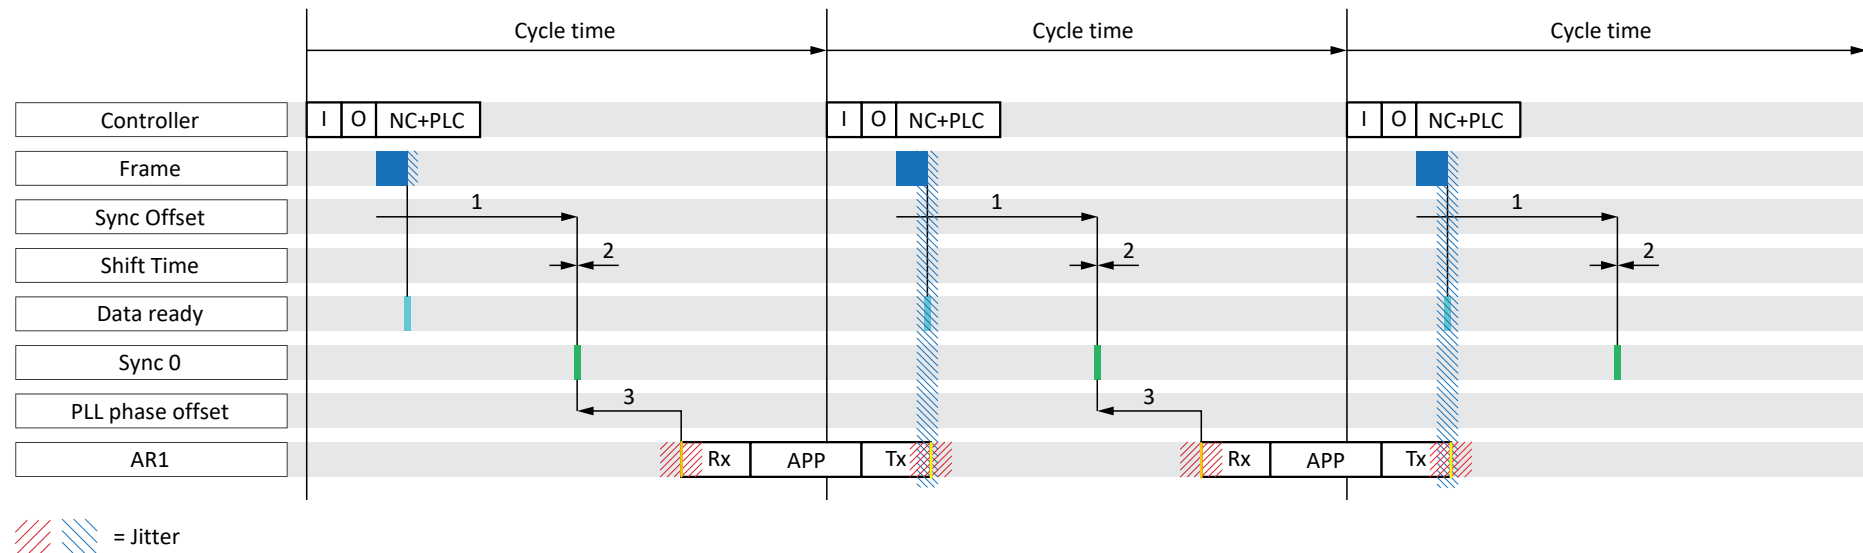 Cycle time Cycle time Cycle time
Controller I O NC+PLC I O NC+PLC I O NC+PLC
Frame
Sync Offset 1 1 1
Shift Time 2 2 2
Data ready
Sync 0
PLL phase offset 3 3
AR1 Rx APP Tx Rx APP Tx
= Jitter